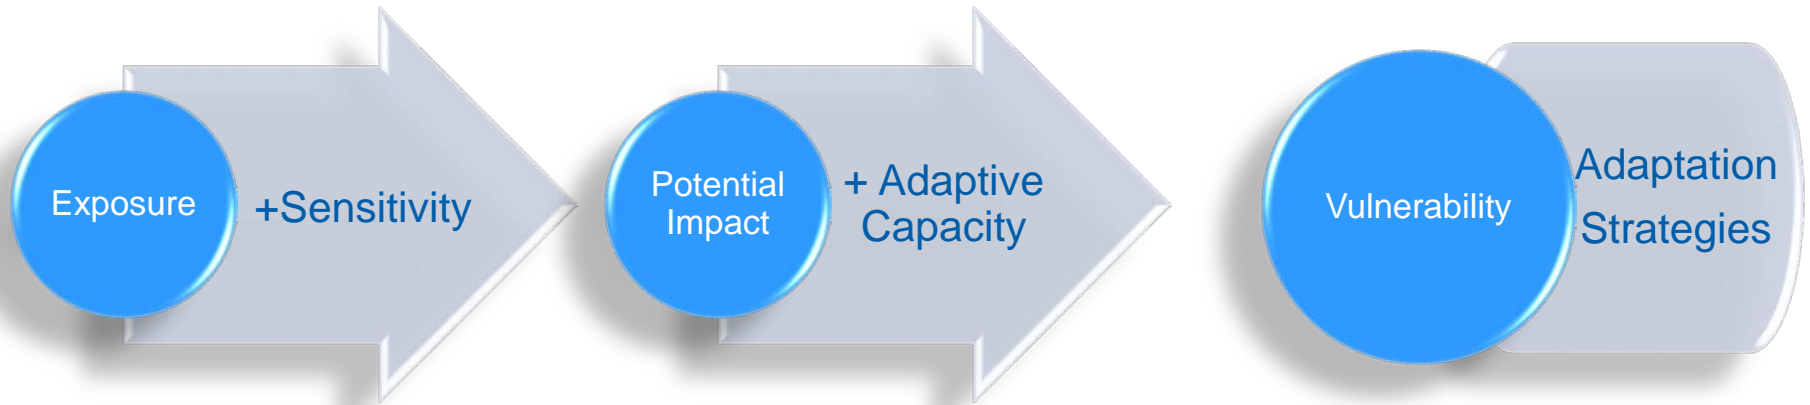 Exposure
+Sensitivity
Potential
Impact
+ Adaptive
Capacity
Vulnerability
Adaptation
Strategies